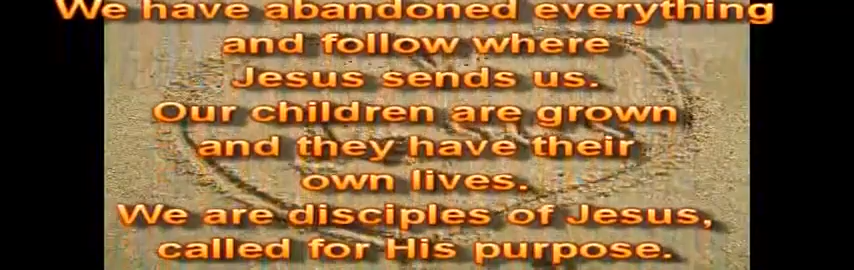 We have abandoned everything
and follow where
Jesus sends us.
Our children are grown
and they have their
own lives.
We are disciples of Jesus,
called for His purpose.